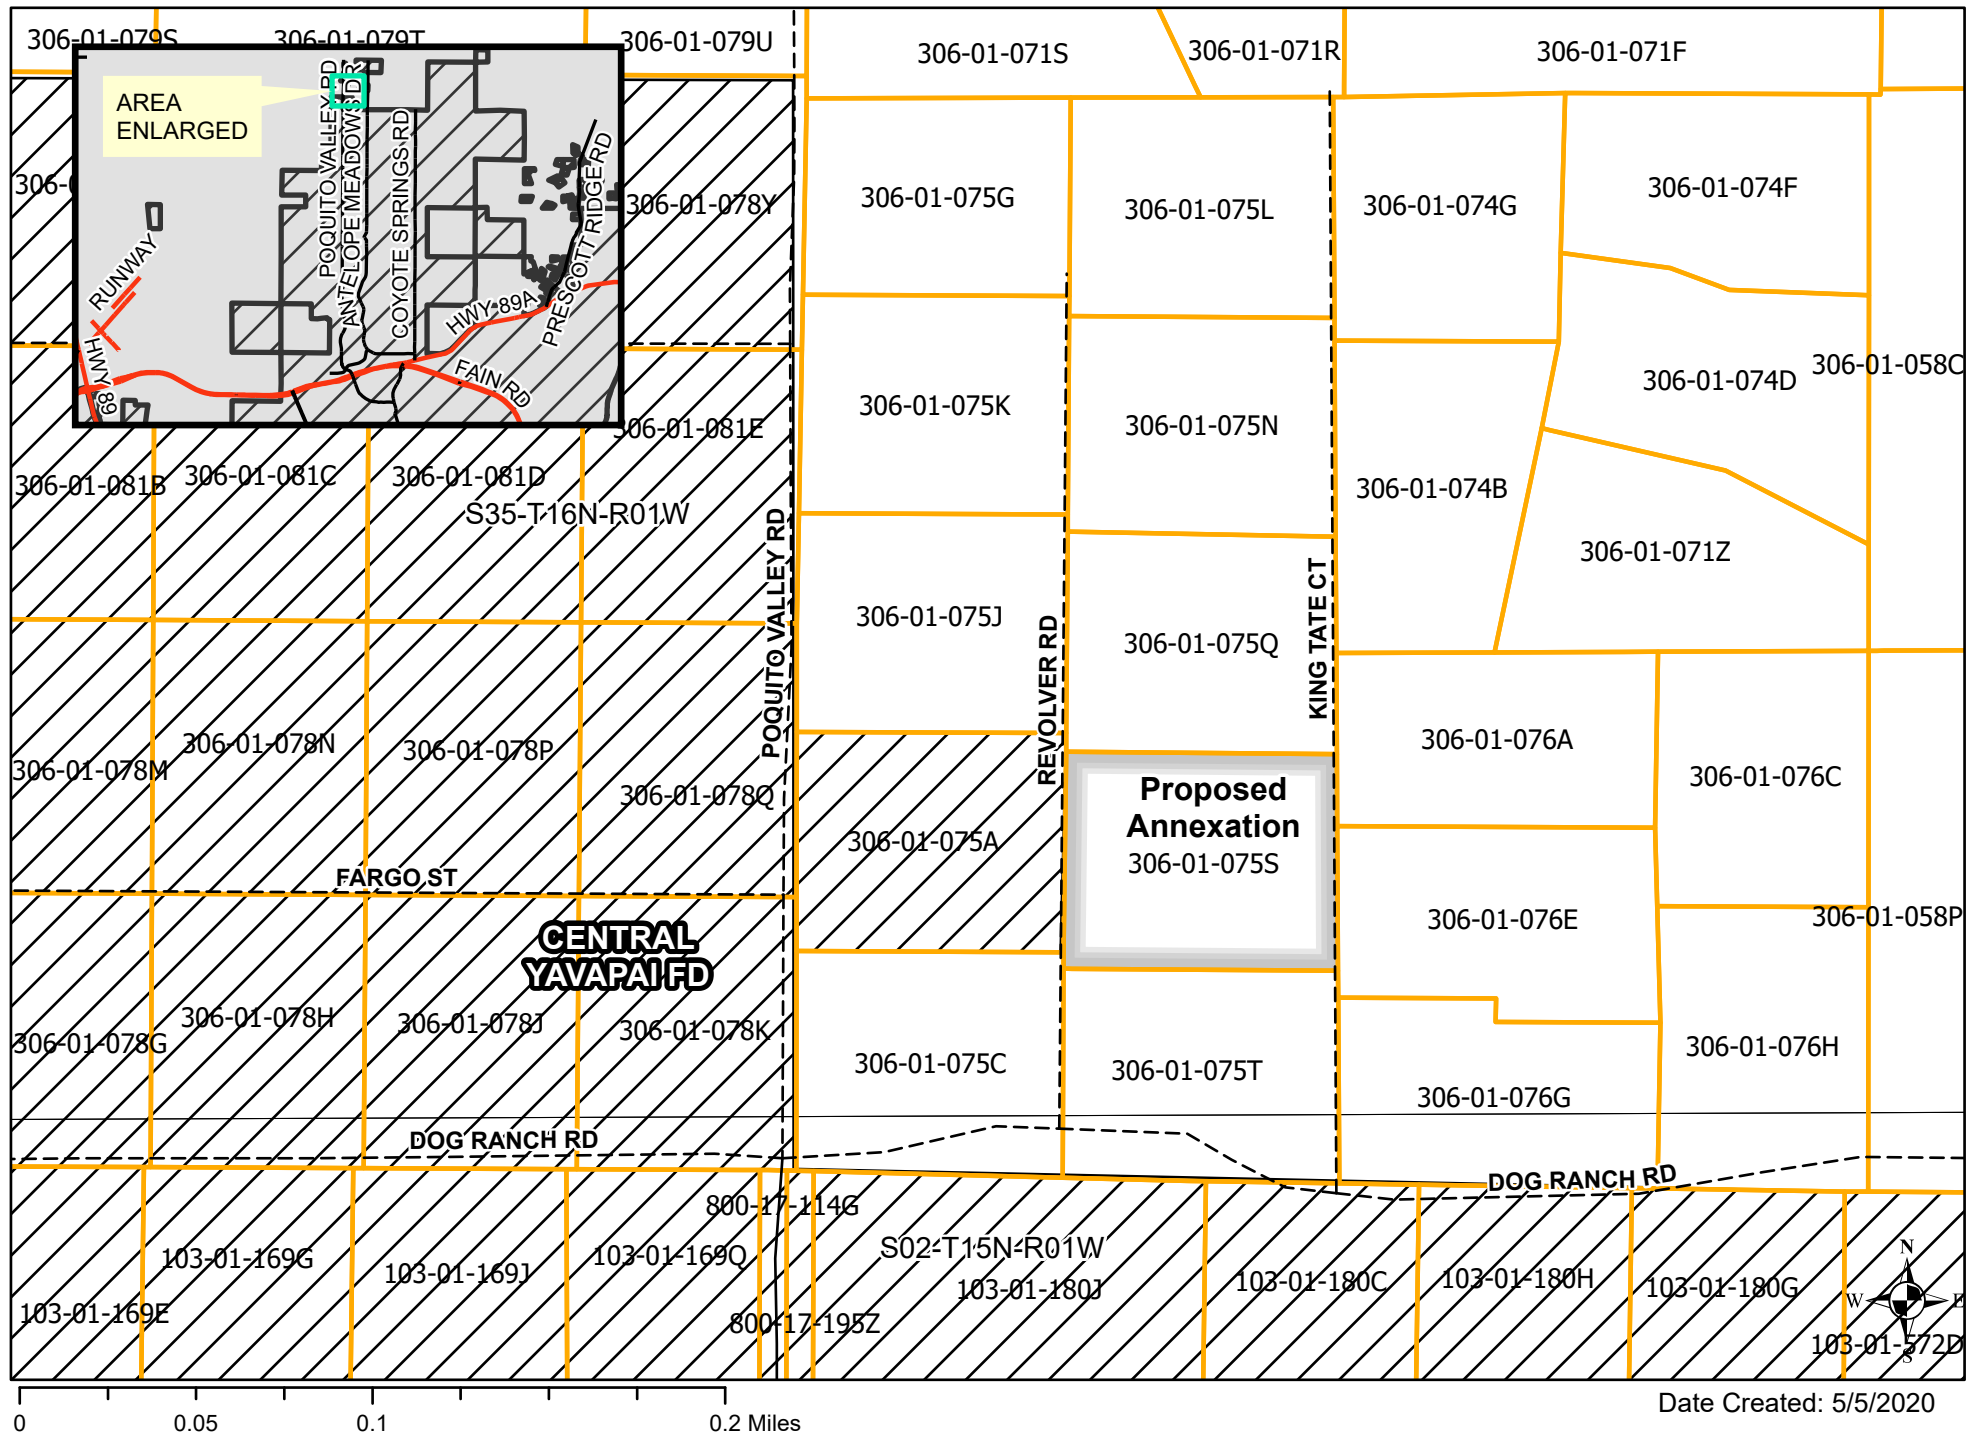 306-01-079S
306-01-079T
306-01-079U
306-01-071S
306-01-071R
306-01-071F
AREA
ENLARGED
POQUITO VALLEY RD
ANTELOPE MEADOWS DR
COYOTE SPRINGS RD
PRESCOTT RIDGE RD
RUNWAY
HWY 89A
HWY 89
FAIN RD
306-01-078Y
306-01-075G
306-01-075L
306-01-074G
306-01-074F
306-01-074D
306-01-058C
306-01-075K
306-01-075N
306-01-081E
306-01-081B
306-01-081C
306-01-081D
S35-T16N-R01W
306-01-074B
306-01-071Z
POQUITO VALLEY RD
REVOLVER RD
KING TATE CT
306-01-075J
306-01-075Q
306-01-078M
306-01-078N
306-01-078P
306-01-078Q
306-01-076A
306-01-076C
Proposed
Annexation
306-01-075S
306-01-075A
FARGO ST
CENTRAL
YAVAPAI FD
306-01-076E
306-01-058P
306-01-078G
306-01-078H
306-01-078J
306-01-078K
306-01-075C
306-01-075T
306-01-076G
306-01-076H
DOG RANCH RD
DOG RANCH RD
800-17-114G
103-01-169E
103-01-169G
103-01-169J
103-01-169Q
S02-T15N-R01W
103-01-180J
103-01-180C
103-01-180H
103-01-180G
800-17-195Z
103-01-572D
N
W
E
S
0
0.05
0.1
0.2 Miles
Date Created: 5/5/2020